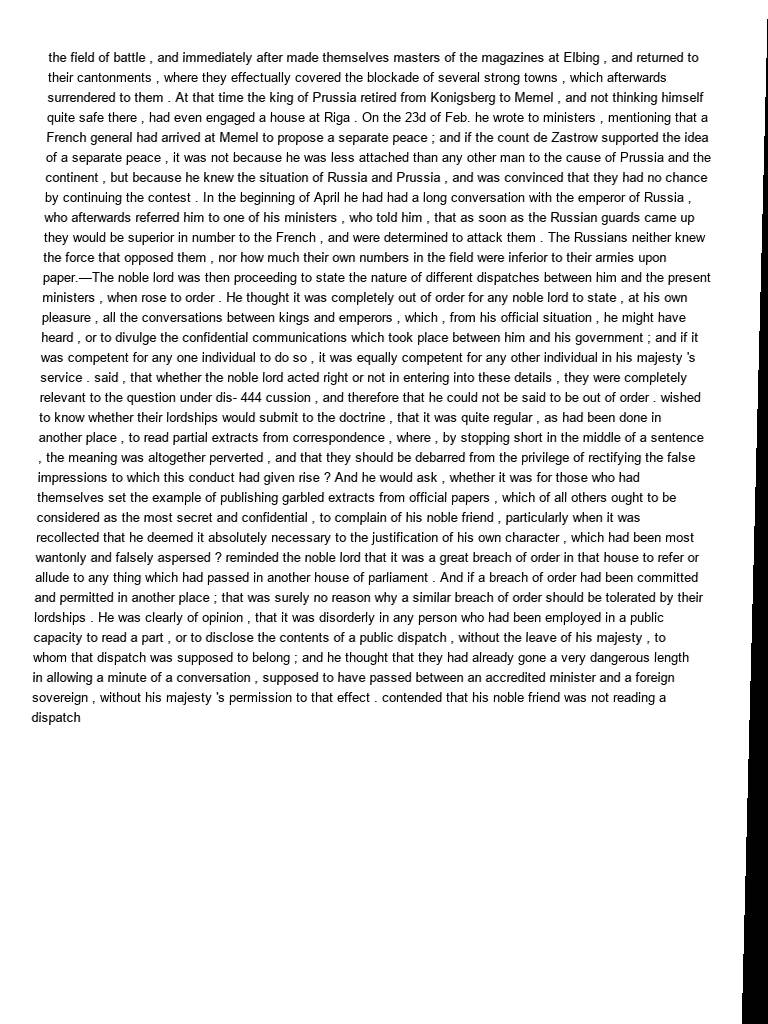 the field of battle , and immediately after made themselves masters of the magazines at Elbing , and returned to
their cantonments , where they effectually covered the blockade of several strong towns , which afterwards
surrendered to them . At that time the king of Prussia retired from Konigsberg to Memel , and not thinking himself
quite safe there , had even engaged a house at Riga . On the 23d of Feb. he wrote to ministers , mentioning that a
French general had arrived at Memel to propose a separate peace ; and if the count de Zastrow supported the idea
of a separate peace , it was not because he was less attached than any other man to the cause of Prussia and the
continent , but because he knew the situation of Russia and Prussia , and was convinced that they had no chance
by continuing the contest . In the beginning of April he had had a long conversation with the emperor of Russia ,
who afterwards referred him to one of his ministers , who told him , that as soon as the Russian guards came up
they would be superior in number to the French , and were determined to attack them . The Russians neither knew
the force that opposed them , nor how much their own numbers in the field were inferior to their armies upon
paper.—The noble lord was then proceeding to state the nature of different dispatches between him and the present
ministers , when rose to order . He thought it was completely out of order for any noble lord to state , at his own
pleasure , all the conversations between kings and emperors , which , from his official situation , he might have
heard , or to divulge the confidential communications which took place between him and his government ; and if it
was competent for any one individual to do so , it was equally competent for any other individual in his majesty 's
service . said , that whether the noble lord acted right or not in entering into these details , they were completely
relevant to the question under dis- 444 cussion , and therefore that he could not be said to be out of order . wished
to know whether their lordships would submit to the doctrine , that it was quite regular , as had been done in
another place , to read partial extracts from correspondence , where , by stopping short in the middle of a sentence
, the meaning was altogether perverted , and that they should be debarred from the privilege of rectifying the false
impressions to which this conduct had given rise ? And he would ask , whether it was for those who had
themselves set the example of publishing garbled extracts from official papers , which of all others ought to be
considered as the most secret and confidential , to complain of his noble friend , particularly when it was
recollected that he deemed it absolutely necessary to the justification of his own character , which had been most
wantonly and falsely aspersed ? reminded the noble lord that it was a great breach of order in that house to refer or
allude to any thing which had passed in another house of parliament . And if a breach of order had been committed
and permitted in another place ; that was surely no reason why a similar breach of order should be tolerated by their
lordships . He was clearly of opinion , that it was disorderly in any person who had been employed in a public
capacity to read a part , or to disclose the contents of a public dispatch , without the leave of his majesty , to
whom that dispatch was supposed to belong ; and he thought that they had already gone a very dangerous length
in allowing a minute of a conversation , supposed to have passed between an accredited minister and a foreign
sovereign , without his majesty 's permission to that effect . contended that his noble friend was not reading a
dispatch